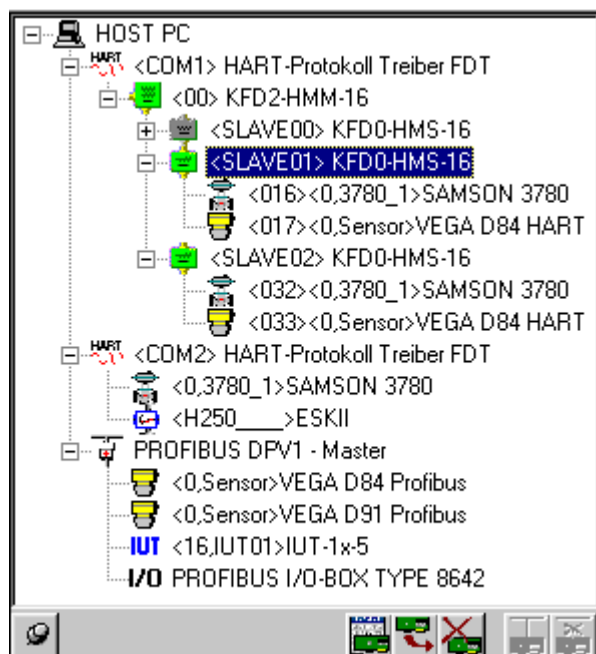 HOST PC
HART <COM1> HART-Protokoll Treiber FDT
<00> KFD2-HMM-16
<SLAVE00> KFD0-HMS-16
<SLAVE01> KFD0-HMS-16
<016><0,3780_1>SAMSON 3780
<017><0,Sensor>VEGA D84 HART
<SLAVE02> KFD0-HMS-16
<032><0,3780_1>SAMSON 3780
<033><0,Sensor>VEGA D84 HART
HART <COM2> HART-Protokoll Treiber FDT
<0,3780_1>SAMSON 3780
<H250____>ESKII
PROFIBUS DPV1 - Master
<0,Sensor>VEGA D84 Profibus
<0,Sensor>VEGA D91 Profibus
IUT <16,IUT01>IUT-1x-5
I/O PROFIBUS I/O-BOX TYPE 8642